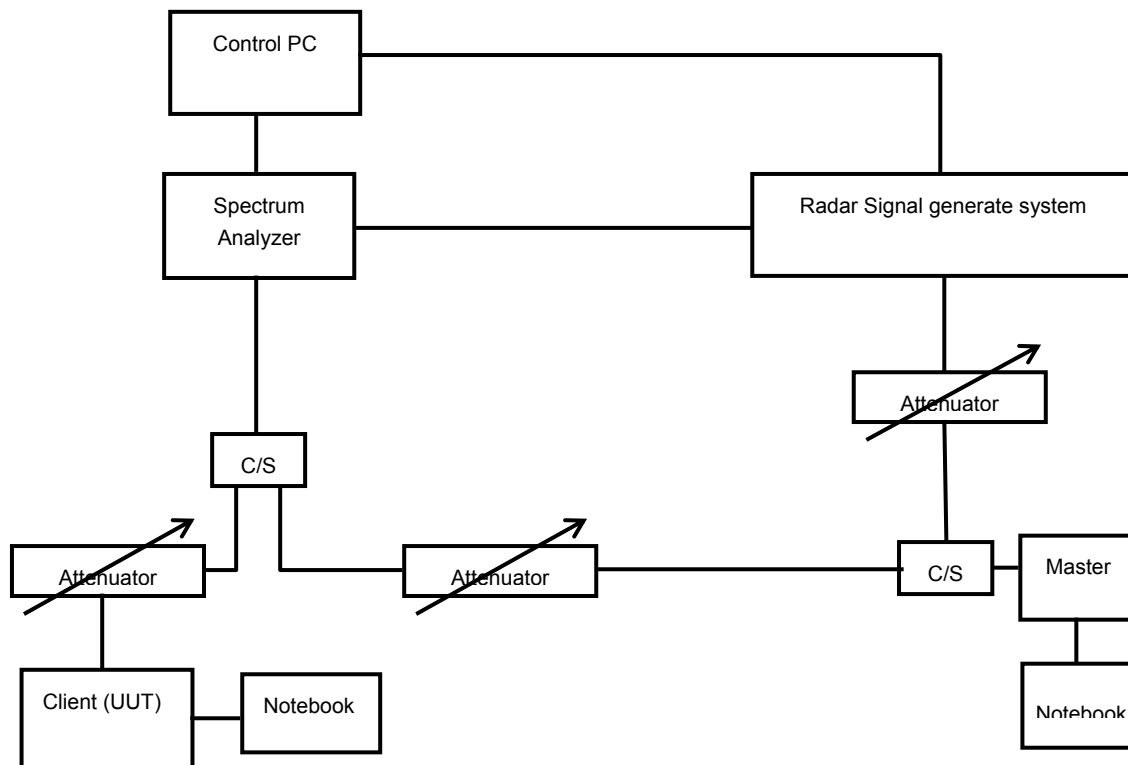 Control PC
Spectrum
Analyzer
Radar Signal generate system
Attenuator
C/S
Attenuator
Attenuator
C/S
Master
Client (UUT)
Notebook
Notebook